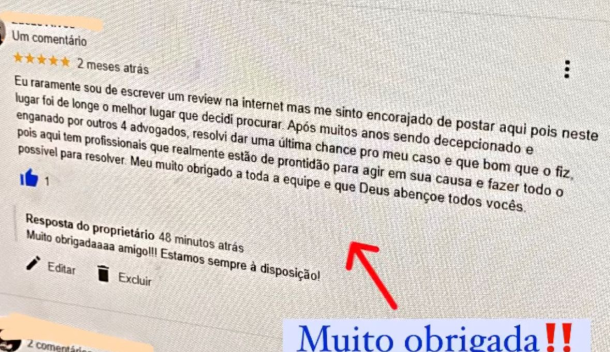 Um comentário
2 meses atrás
Eu raramente sou de escrever um review na internet mas me sinto encorajado de postar aqui pois neste
lugar foi de longe o melhor lugar que decidi procurar. Após muitos anos sendo decepcionado e
enganado por outros 4 advogados, resolvi dar uma última chance pro meu caso e que bom que o fiz,
pois aqui tem profissionais que realmente estão de prontidão para agir em sua causa e fazer todo o
possível para resolver. Meu muito obrigado a toda a equipe e que Deus abençoe todos vocês.
1
Resposta do proprietário 48 minutos atrás
Muito obrigadaaaa amigo!!! Estamos sempre à disposição!
Editar Excluir
Muito obrigada‼️
2 comentários